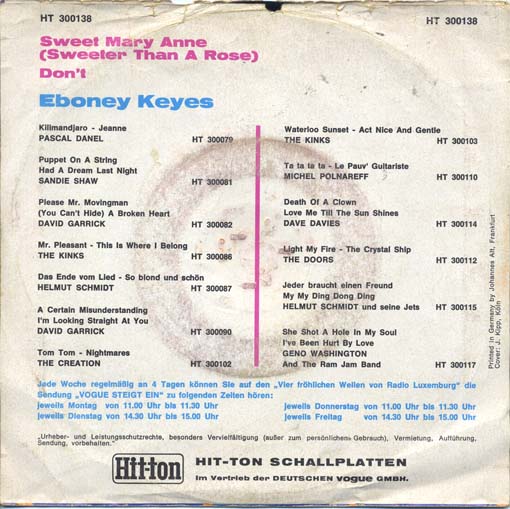 HT 300138
HT 300138
Sweet Mary Anne
(Sweeter Than A Rose)
Don't
Eboney Keyes
Kilimandjaro - Jeanne
PASCAL DANEL HT 300079
Puppet On A String
Had A Dream Last Night
SANDIE SHAW HT 300081
Please Mr. Movingman
(You Can't Hide) A Broken Heart
DAVID GARRICK HT 300082
Mr. Pleasant - This Is Where I Belong
THE KINKS HT 300086
Das Ende vom Lied - So blond und schön
HELMUT SCHMIDT HT 300087
A Certain Misunderstanding
I'm Looking Straight At You
DAVID GARRICK HT 300090
Tom Tom - Nightmares
THE CREATION HT 300102
Waterloo Sunset - Act Nice And Gentle
THE KINKS HT 300103
Ta ta ta ta - Le Pauv' Guitariste
MICHEL POLNAREFF HT 300110
Death Of A Clown
Love Me Till The Sun Shines
DAVE DAVIES HT 300114
Light My Fire - The Crystal Ship
THE DOORS HT 300112
Jeder braucht einen Freund
My My Ding Dong Ding
HELMUT SCHMIDT und seine Jets HT 300115
She Shot A Hole In My Soul
I've Been Hurt By Love
GENO WASHINGTON
And The Ram Jam Band HT 300117
Printed in Germany by Johannes Alt, Frankfurt
Cover: J. Kipp, Köln
Jede Woche regelmäßig an 4 Tagen können Sie auf den „Vier fröhlichen Wellen von Radio Luxemburg" die
Sendung „VOGUE STEIGT EIN" zu folgenden Zeiten hören:
jeweils Montag von 11.00 Uhr bis 11.30 Uhr jeweils Donnerstag von 11.00 Uhr bis 11.30 Uhr
jeweils Dienstag von 14.30 Uhr bis 15.00 Uhr jeweils Freitag von 14.30 Uhr bis 15.00 Uhr
„Urheber- und Leistungsschutzrechte, besonders Vervielfältigung (außer zum persönlichen Gebrauch), Vermietung, Aufführung,
Sendung, vorbehalten."
Hit-ton HIT-TON SCHALLPLATTEN
Im Vertrieb der DEUTSCHEN vogue GMBH.